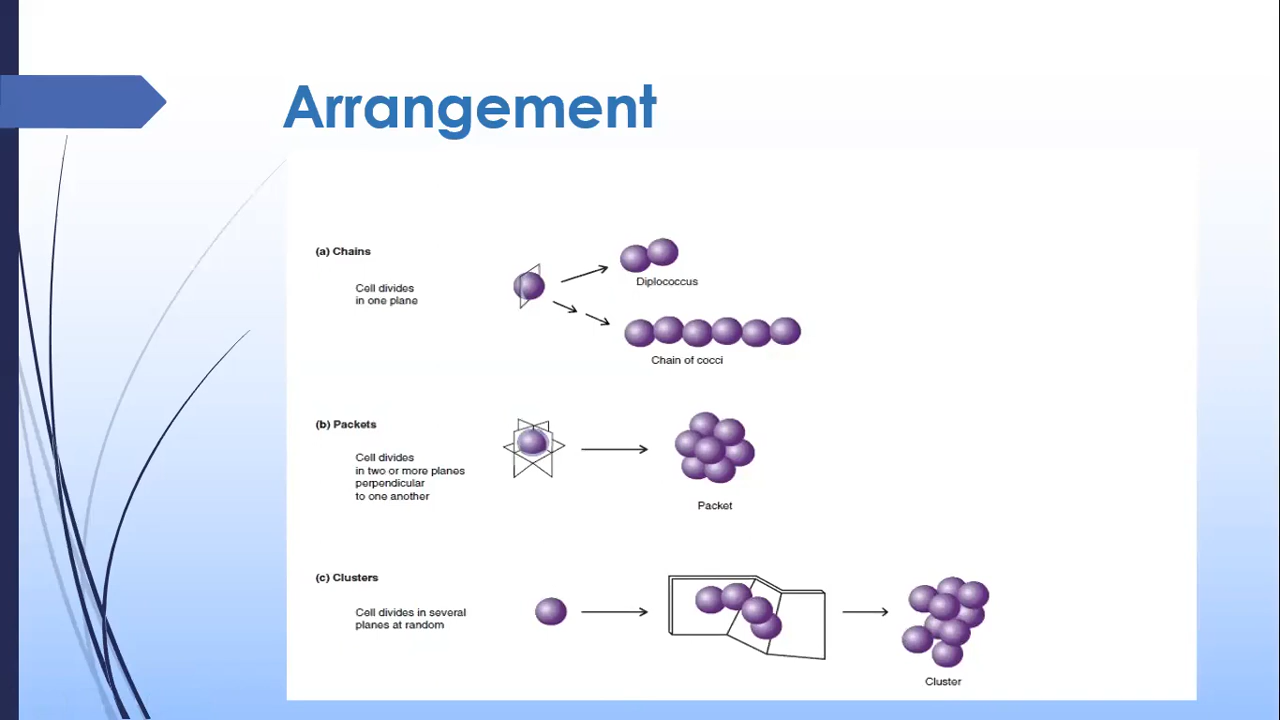 Arrangement
(a) Chains
Cell divides
in one plane
Diplococcus
Chain of cocci
(b) Packets
Cell divides
in two or more planes
perpendicular
to one another
Packet
(c) Clusters
Cell divides in several
planes at random
Cluster